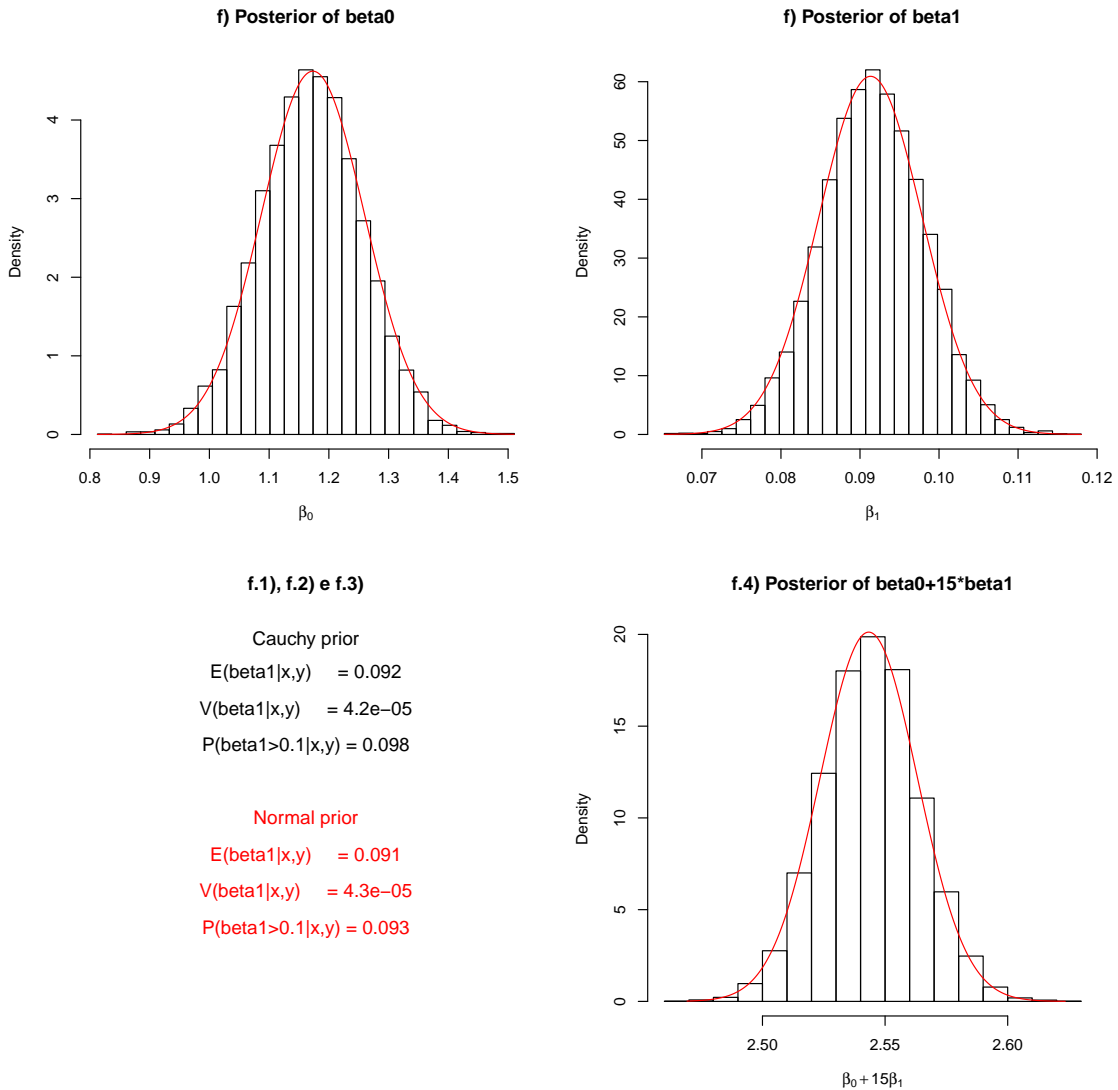 f) Posterior of beta0
Density
0 1 2 3 4
0.8 0.9 1.0 1.1 1.2 1.3 1.4 1.5
β₀
f) Posterior of beta1
Density
0 10 20 30 40 50 60
0.07 0.08 0.09 0.10 0.11 0.12
β₁
f.1), f.2) e f.3)
Cauchy prior
E(beta1|x,y) = 0.092
V(beta1|x,y) = 4.2e−05
P(beta1>0.1|x,y) = 0.098
Normal prior
E(beta1|x,y) = 0.091
V(beta1|x,y) = 4.3e−05
P(beta1>0.1|x,y) = 0.093
f.4) Posterior of beta0+15*beta1
Density
0 5 10 15 20
2.50 2.55 2.60
β₀ + 15β₁